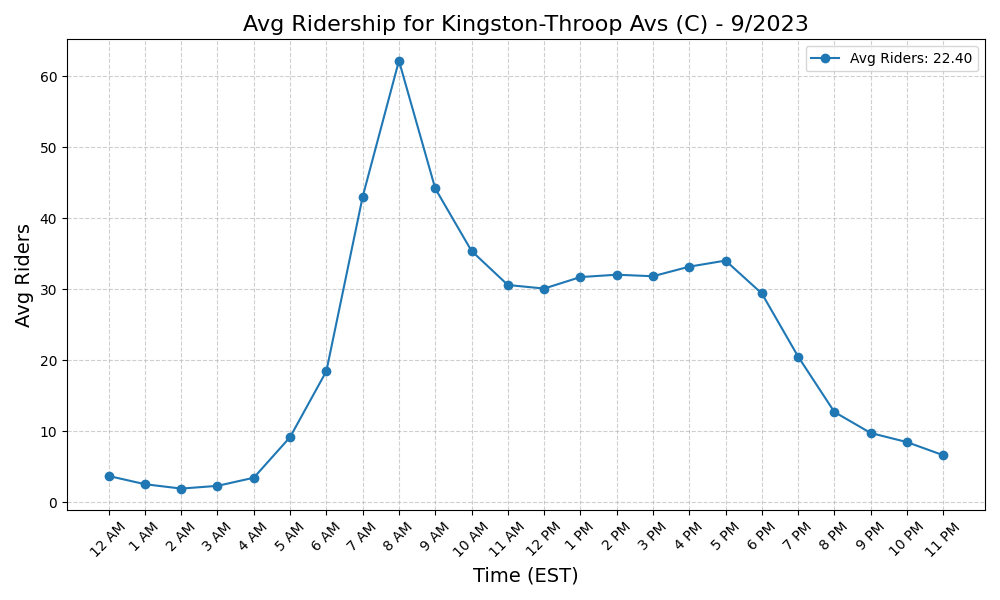 Avg Ridership for Kingston-Throop Avs (C) - 9/2023
Avg Riders: 22.40
Avg Riders
60
50
40
30
20
10
0
12 AM
1 AM
2 AM
3 AM
4 AM
5 AM
6 AM
7 AM
8 AM
9 AM
10 AM
11 AM
12 PM
1 PM
2 PM
3 PM
4 PM
5 PM
6 PM
7 PM
8 PM
9 PM
10 PM
11 PM
Time (EST)